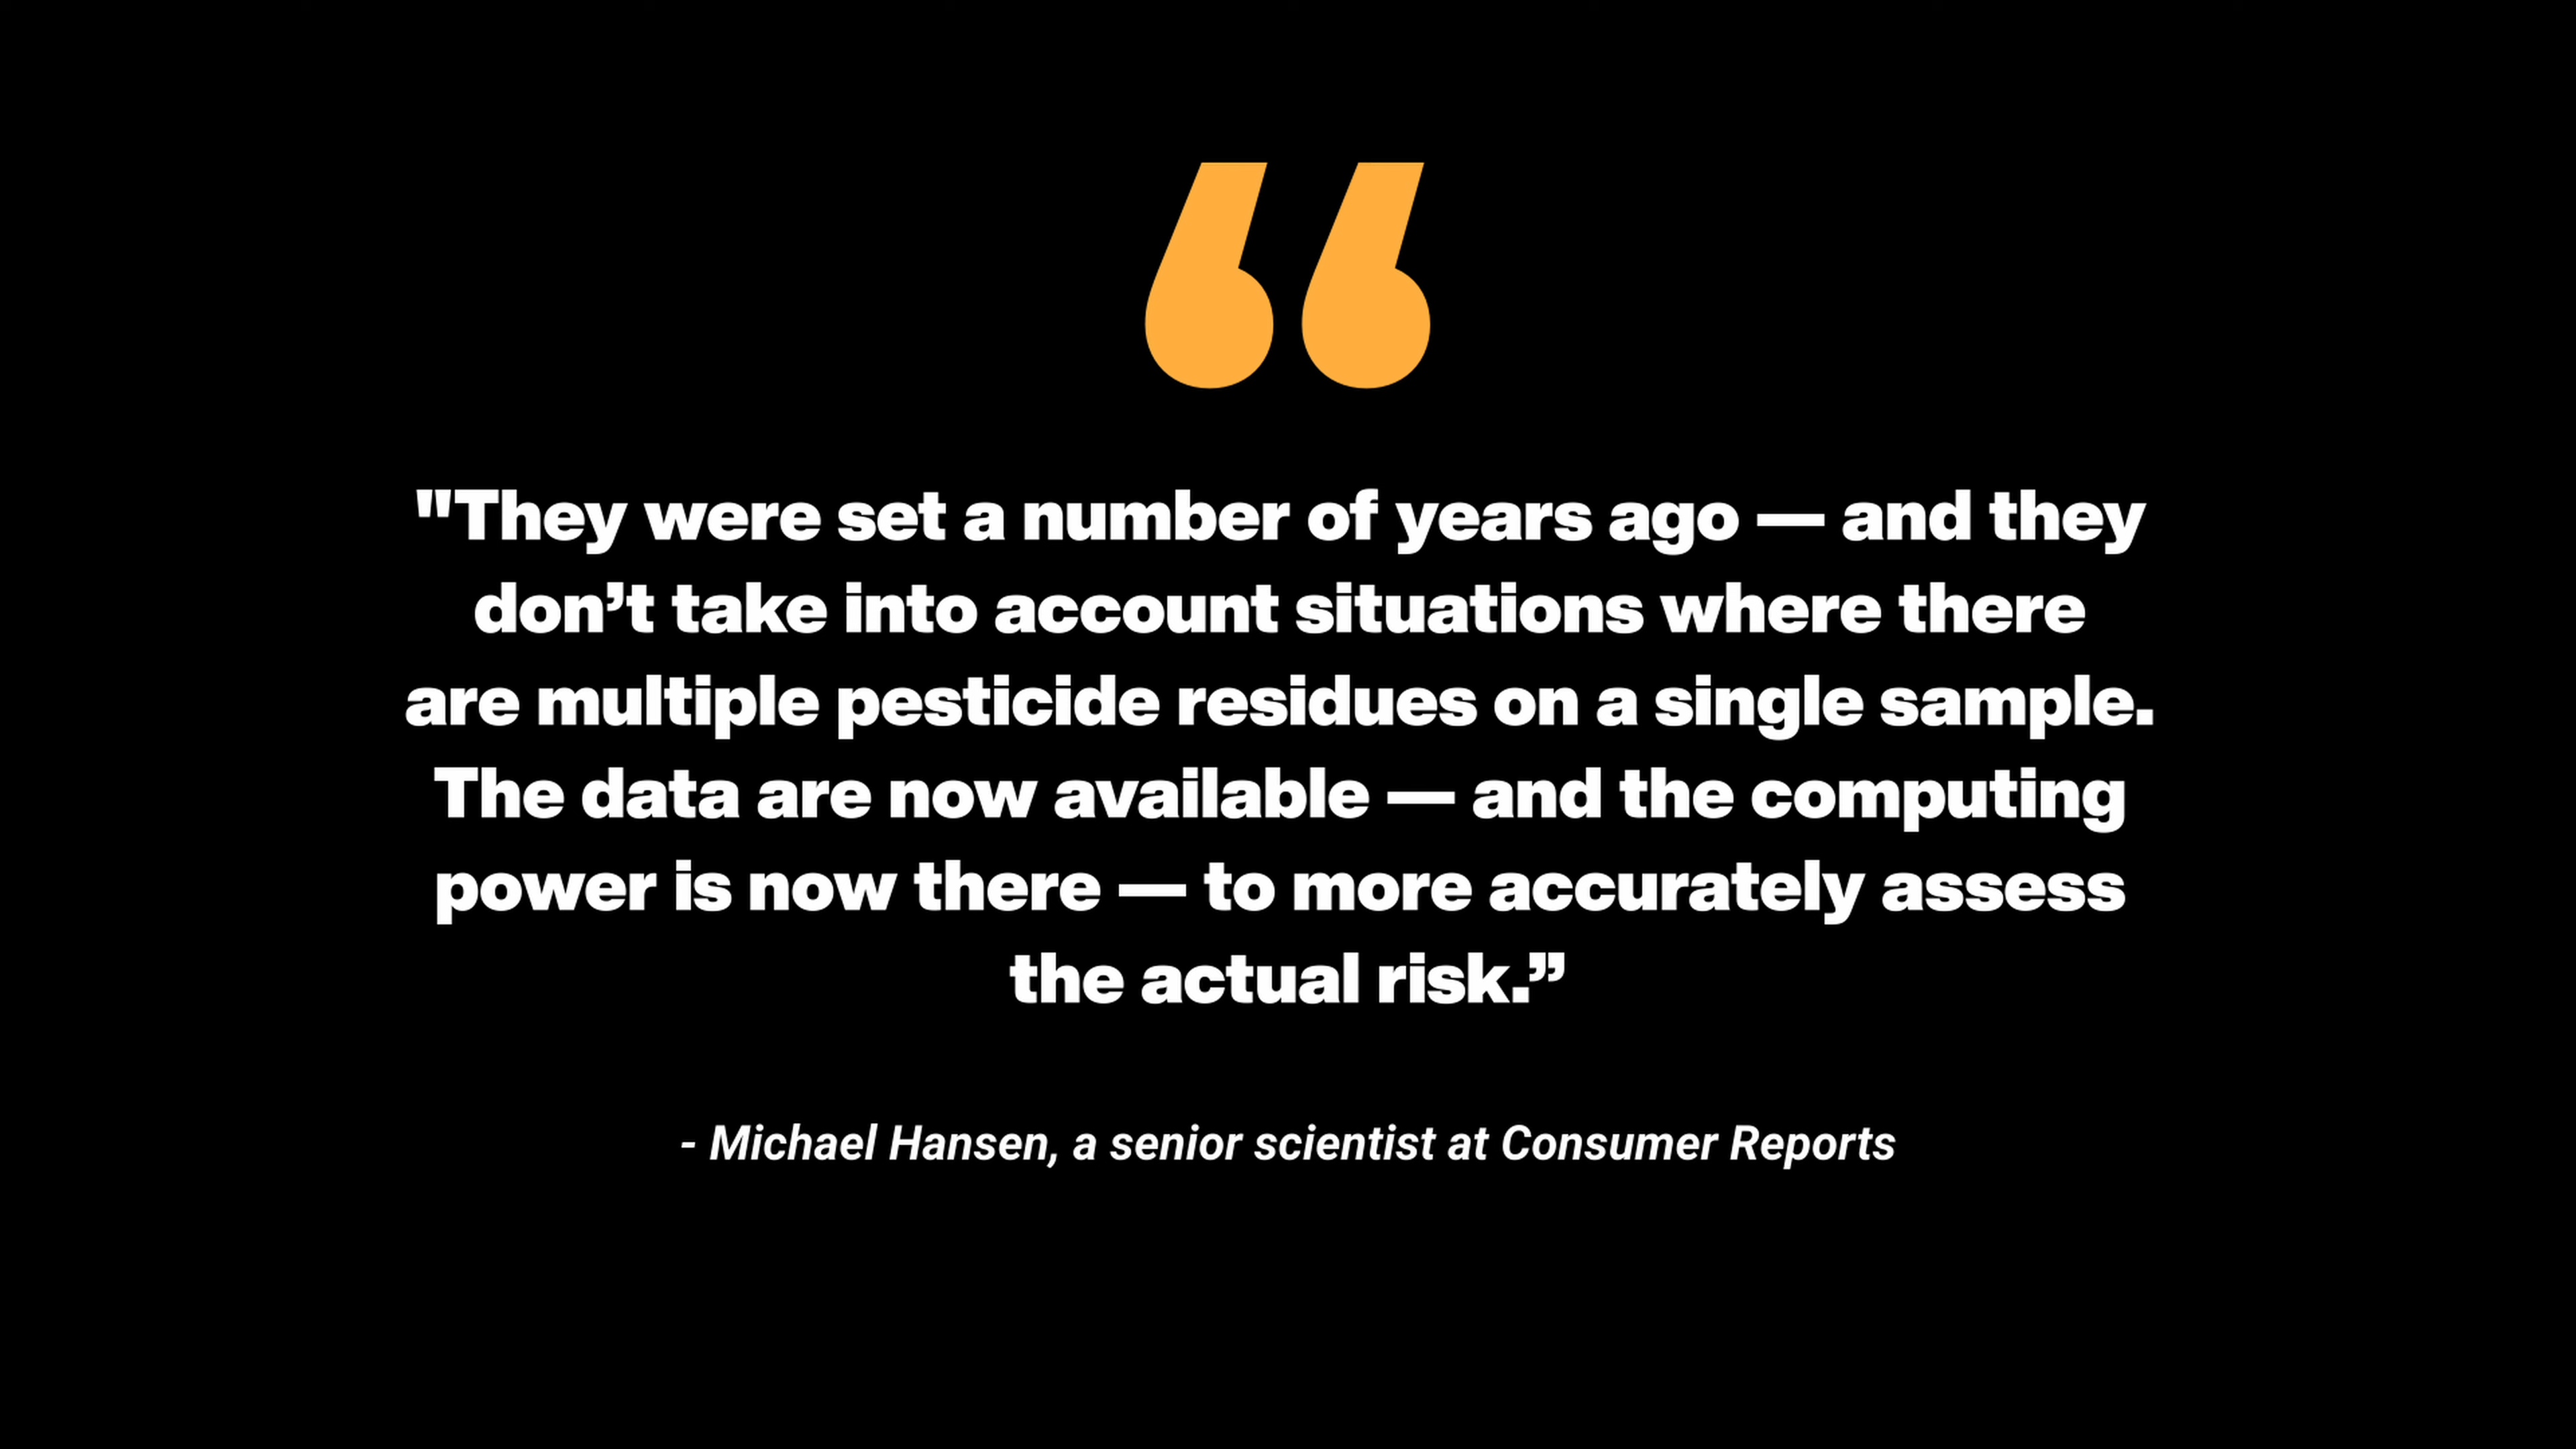 “
"They were set a number of years ago — and they
don’t take into account situations where there
are multiple pesticide residues on a single sample.
The data are now available — and the computing
power is now there — to more accurately assess
the actual risk.”
- Michael Hansen, a senior scientist at Consumer Reports